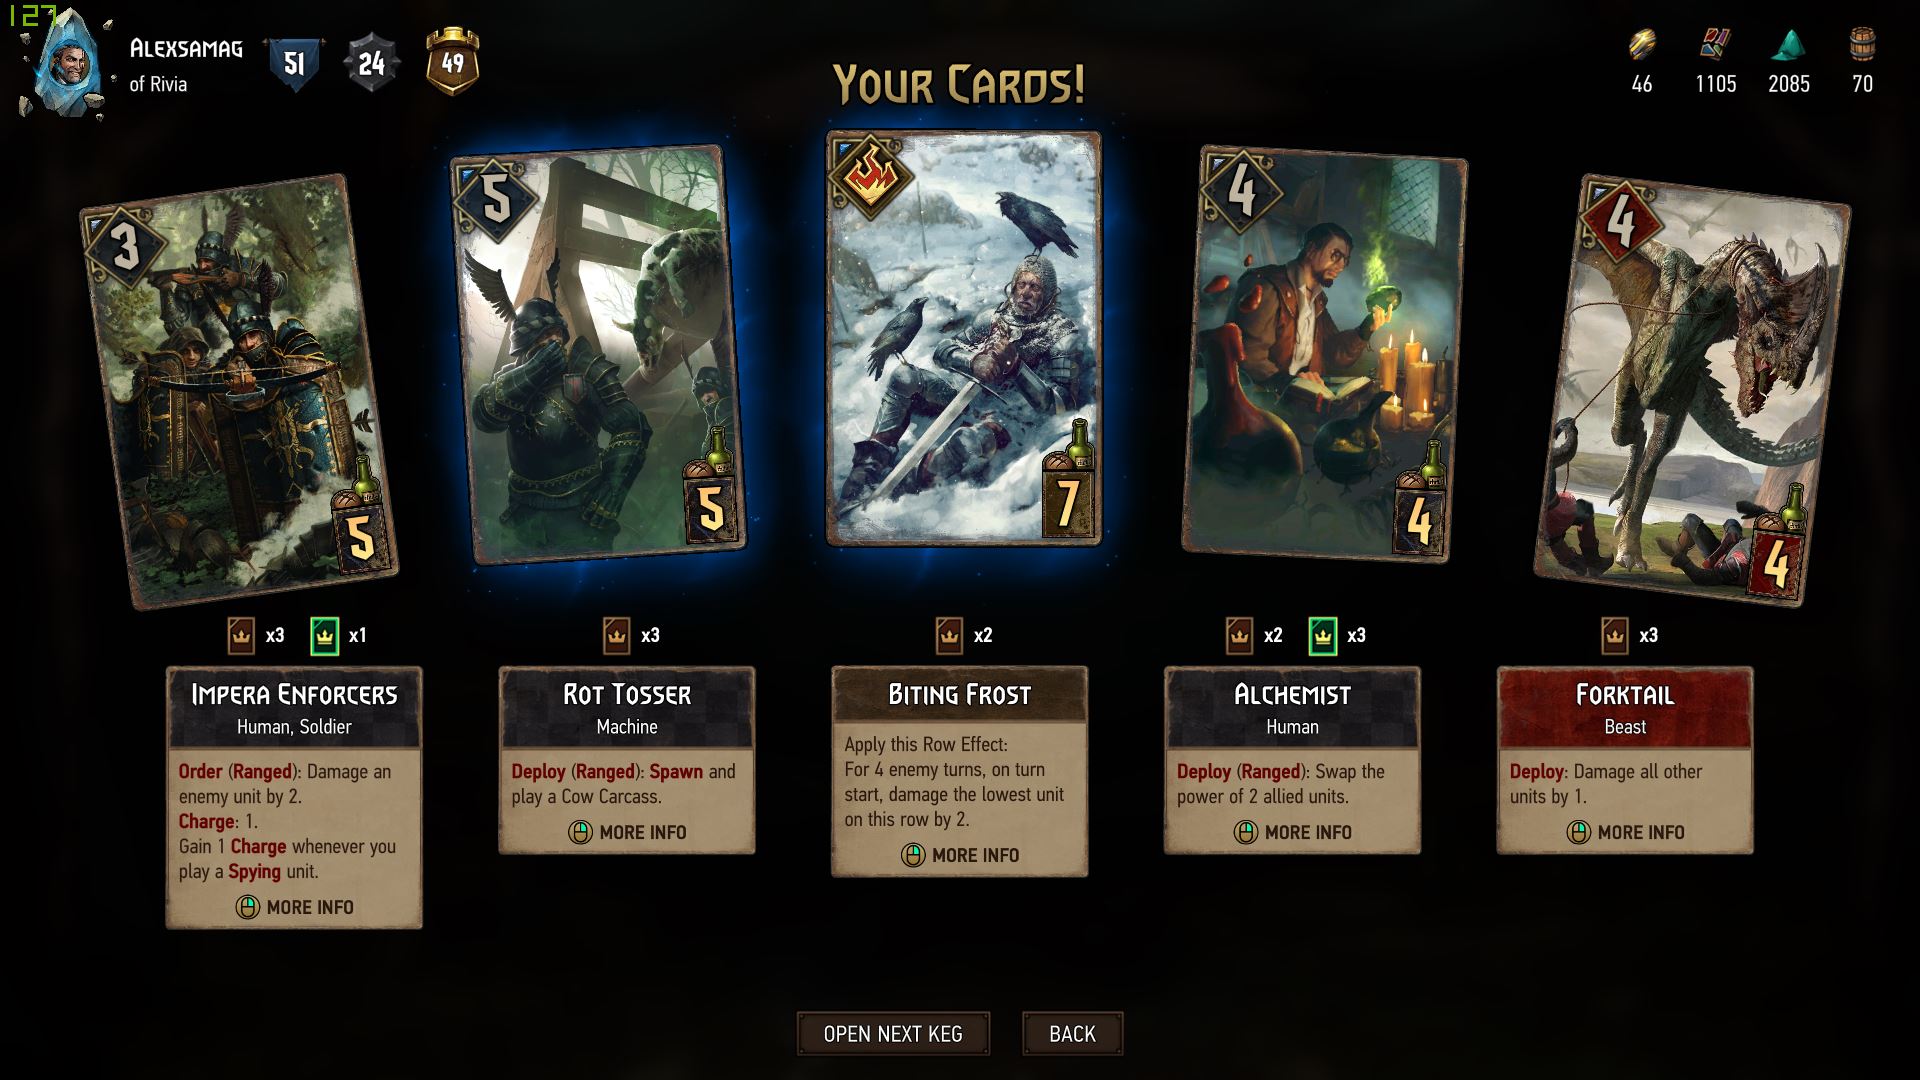 127
ALEXSAMAG
of Rivia
51
24
49
YOUR CARDS!
46
1105
2085
70
3
5
5
5
7
4
4
4
4
x3
x1
x3
x2
x2
x3
x3
IMPERA ENFORCERS
Human, Soldier
Order (Ranged): Damage an
enemy unit by 2.
Charge: 1.
Gain 1 Charge whenever you
play a Spying unit.
MORE INFO
ROT TOSSER
Machine
Deploy (Ranged): Spawn and
play a Cow Carcass.
MORE INFO
BITING FROST
Apply this Row Effect:
For 4 enemy turns, on turn
start, damage the lowest unit
on this row by 2.
MORE INFO
ALCHEMIST
Human
Deploy (Ranged): Swap the
power of 2 allied units.
MORE INFO
FORKTAIL
Beast
Deploy: Damage all other
units by 1.
MORE INFO
OPEN NEXT KEG
BACK